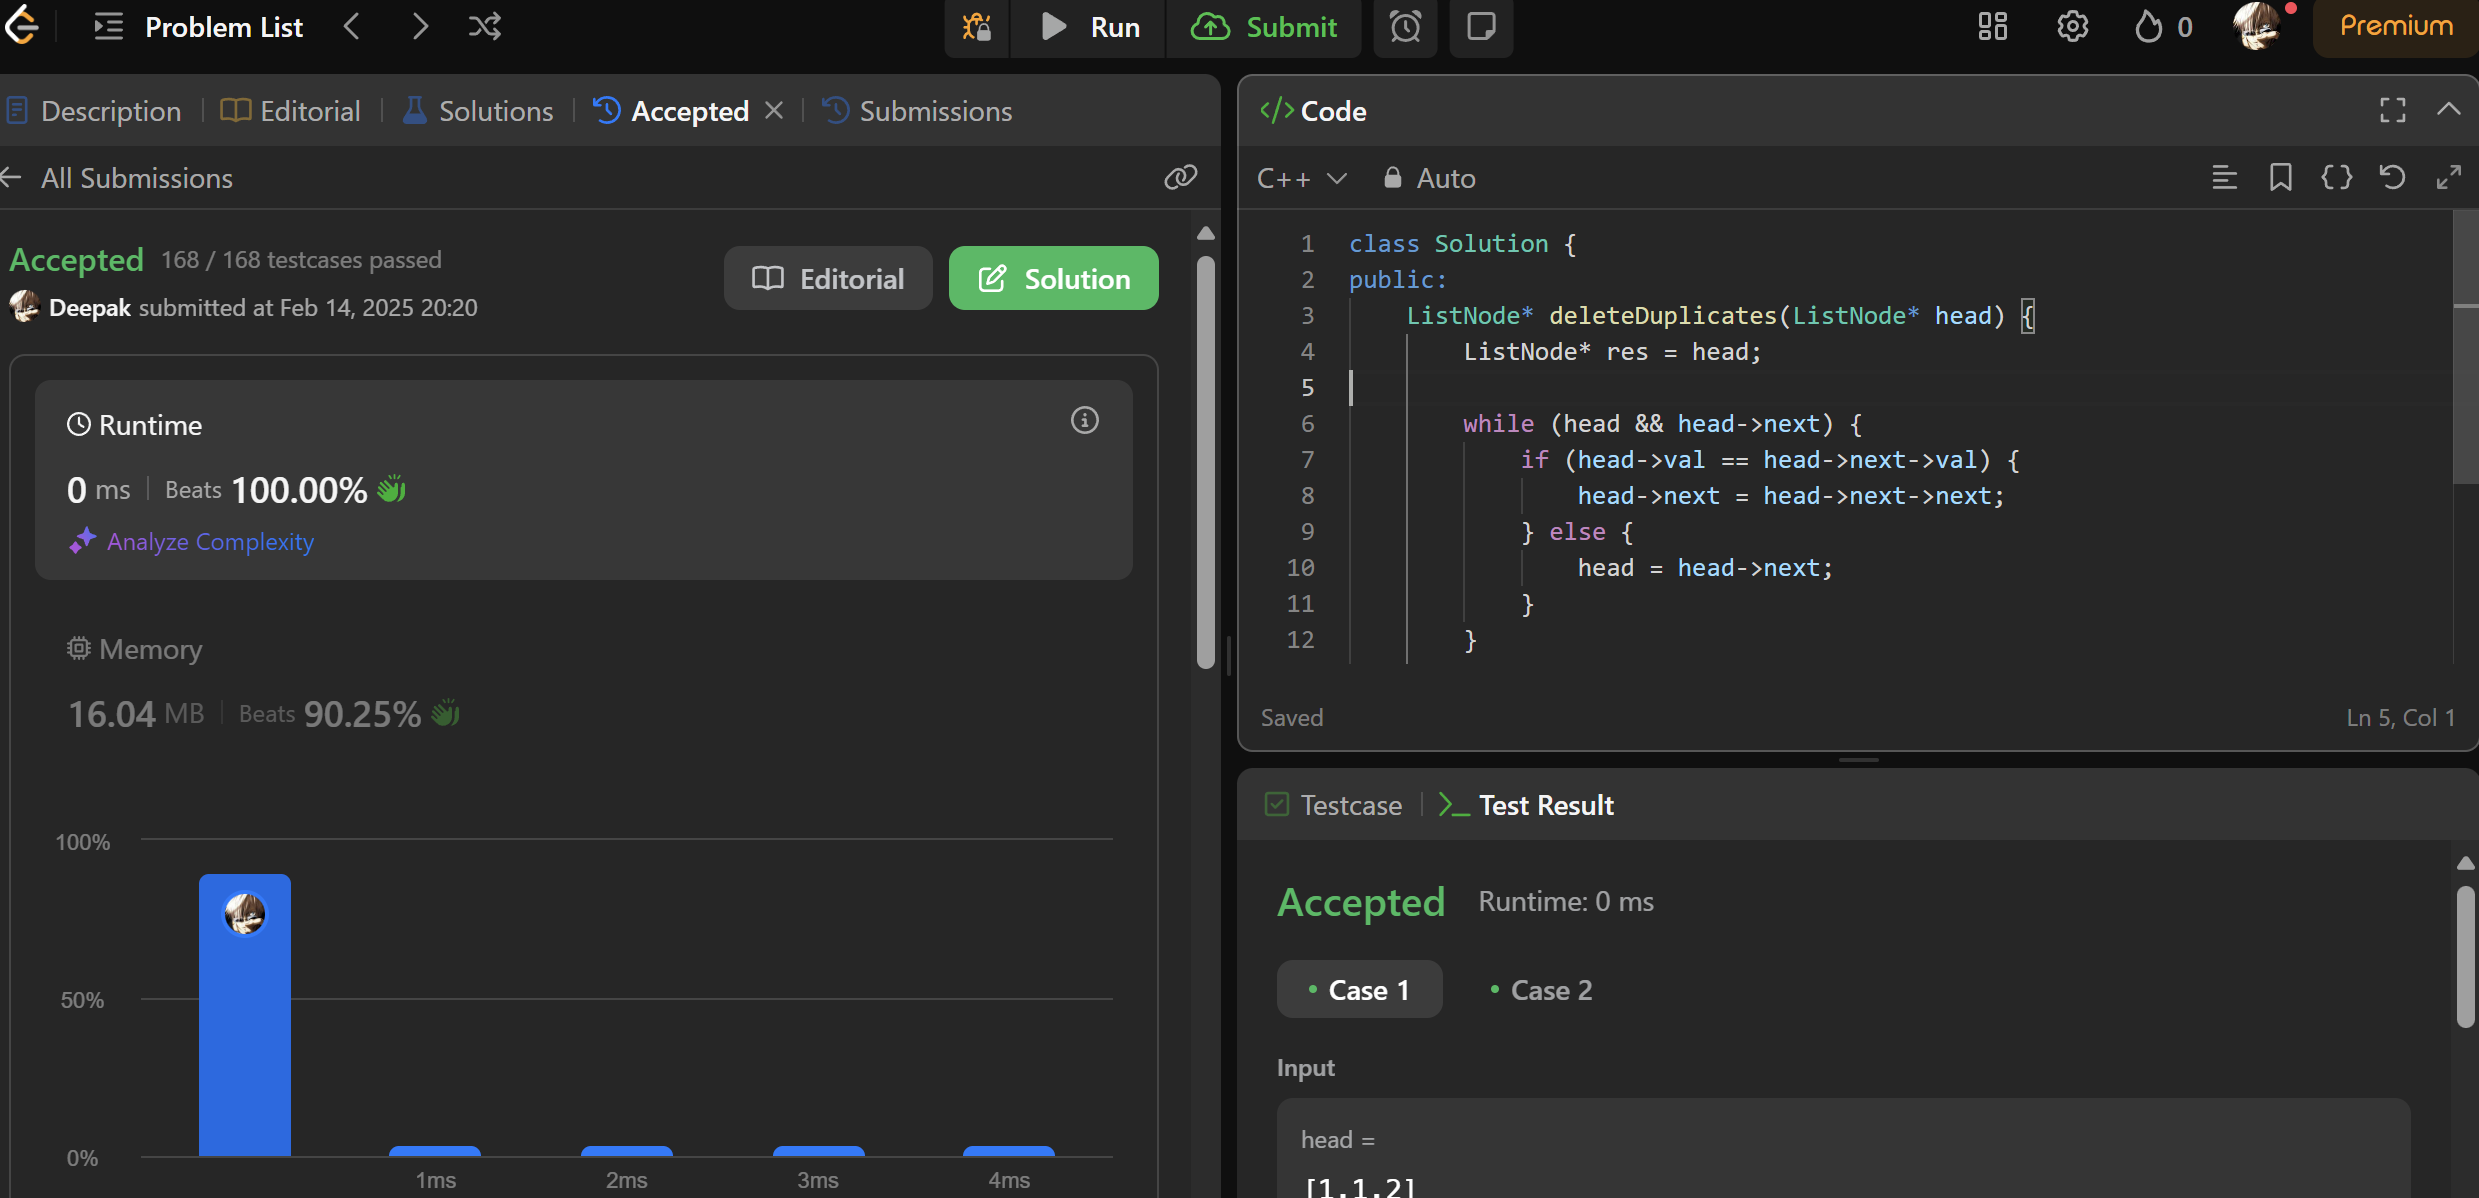 Problem List
Run
Submit
0
Premium
Description
Editorial
Solutions
Accepted
Submissions
All Submissions
Accepted 168 / 168 testcases passed
Deepak submitted at Feb 14, 2025 20:20
Editorial
Solution
Runtime
0 ms Beats 100.00%
Analyze Complexity
Memory
16.04 MB Beats 90.25%
100%
50%
0%
1ms 2ms 3ms 4ms
</> Code
C++ Auto
1 class Solution {
2 public:
3     ListNode* deleteDuplicates(ListNode* head) {
4         ListNode* res = head;
5
6         while (head && head->next) {
7             if (head->val == head->next->val) {
8                 head->next = head->next->next;
9             } else {
10                 head = head->next;
11             }
12         }
Saved
Ln 5, Col 1
Testcase
Test Result
Accepted Runtime: 0 ms
Case 1
Case 2
Input
head =
[1,1,2]